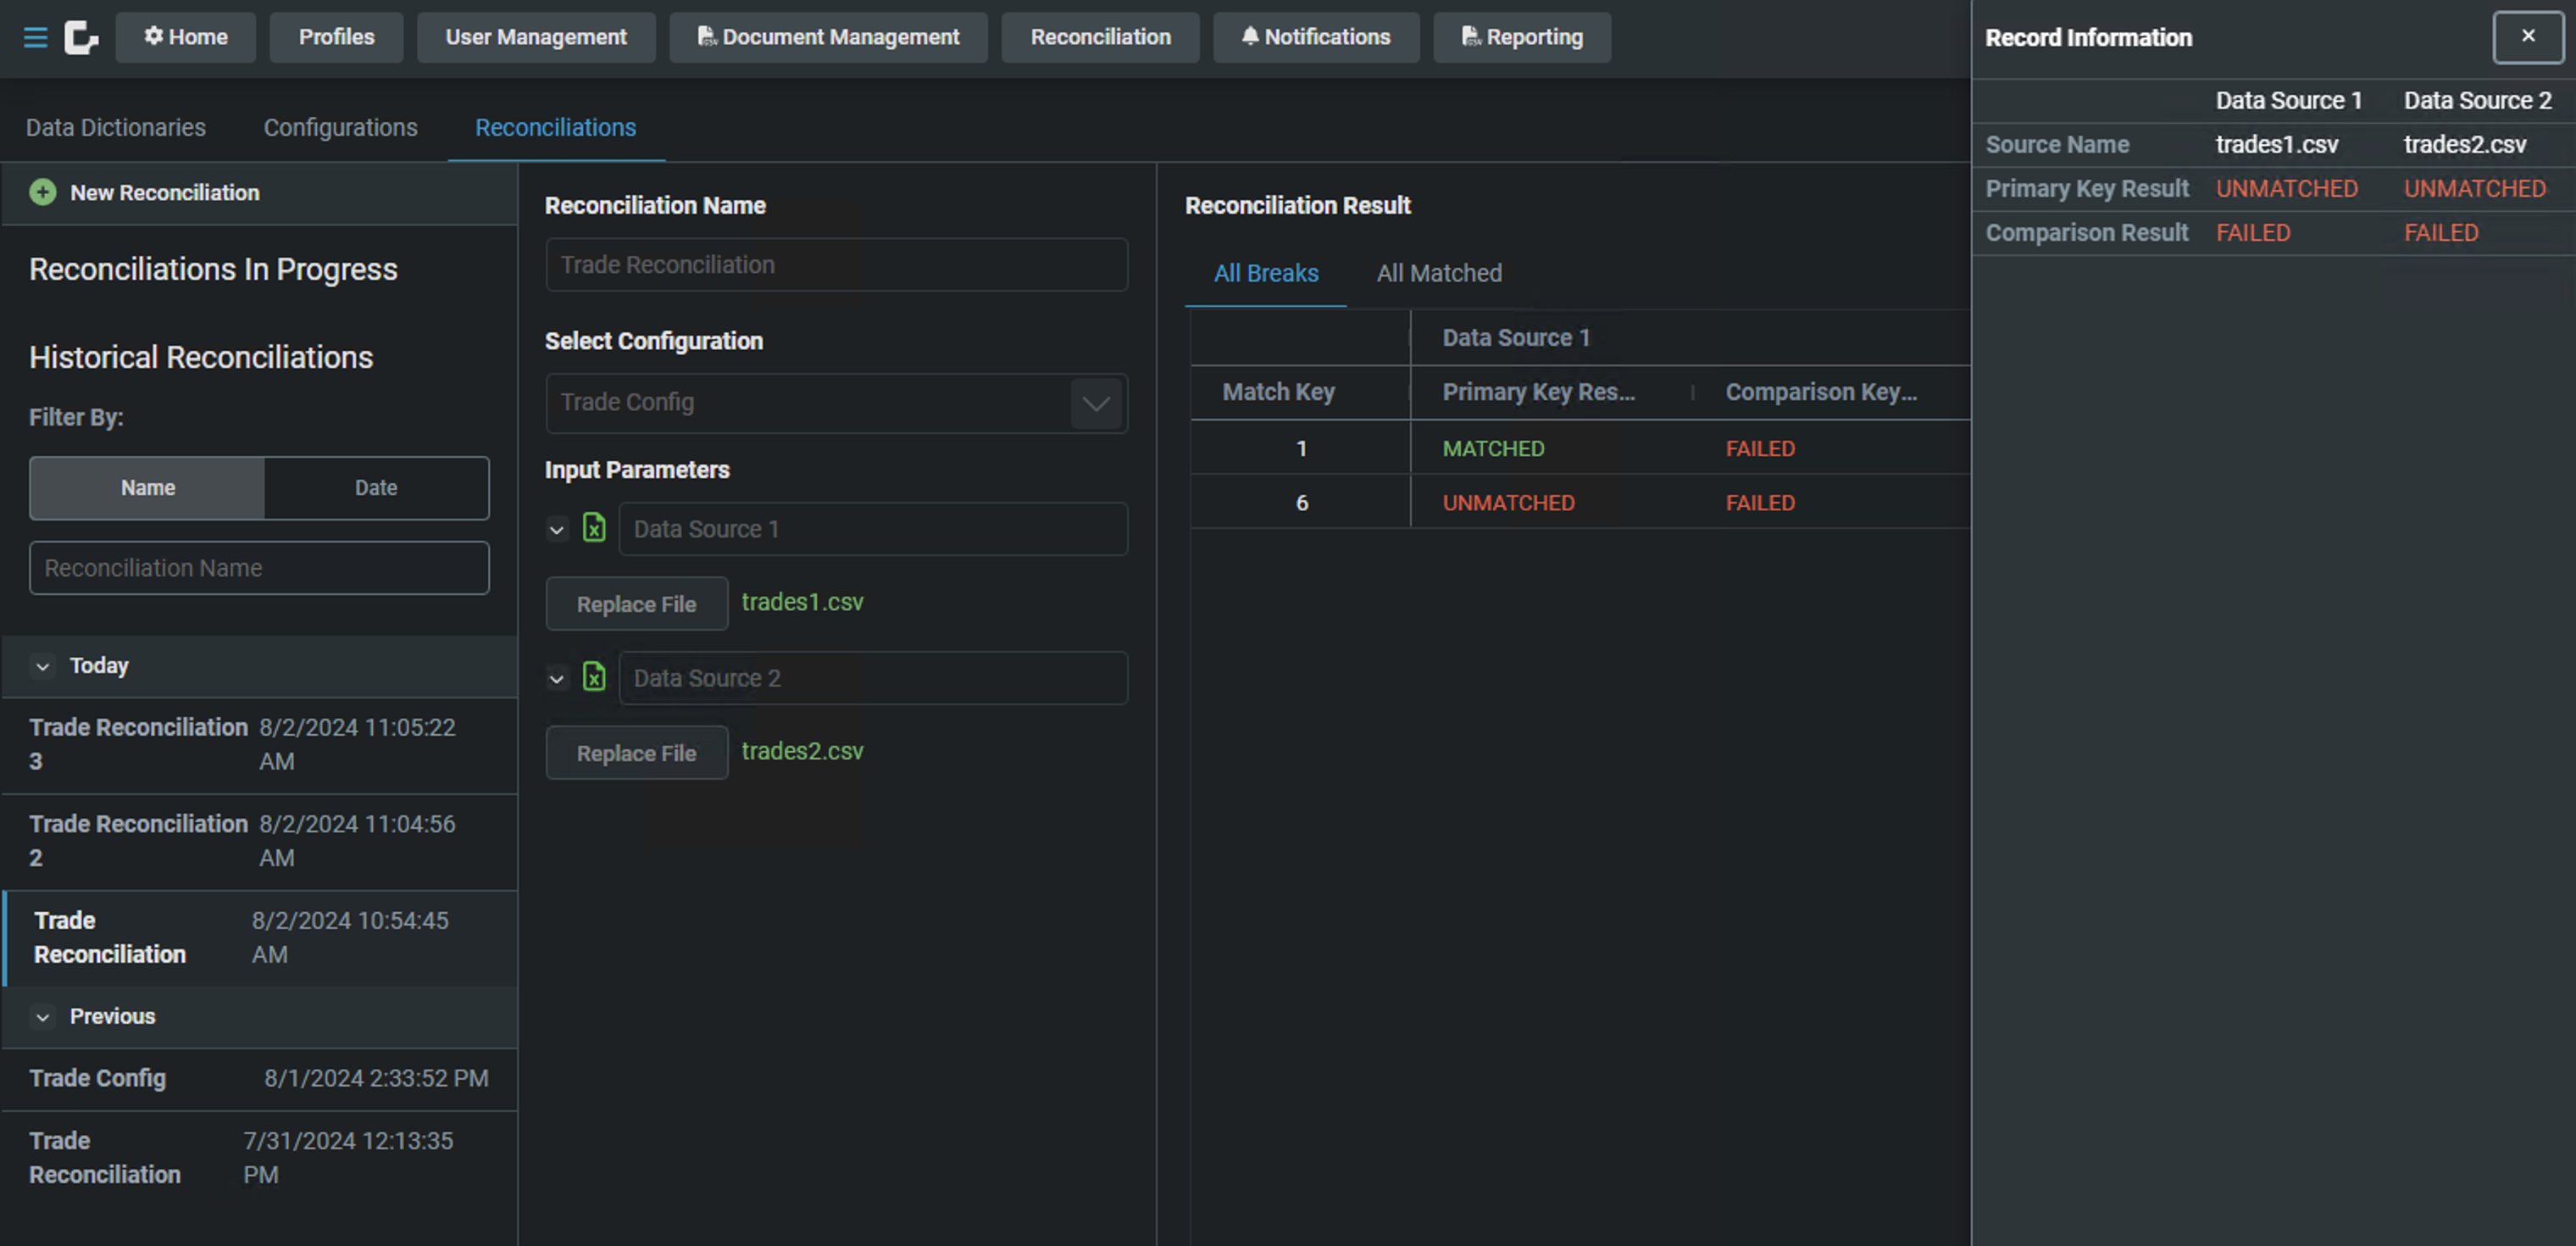 Home Profiles User Management Document Management Reconciliation Notifications Reporting
Data Dictionaries Configurations Reconciliations
New Reconciliation
Reconciliations In Progress
Historical Reconciliations
Filter By:
Name Date
Reconciliation Name
Today
Trade Reconciliation 8/2/2024 11:05:22
3 AM
Trade Reconciliation 8/2/2024 11:04:56
2 AM
Trade 8/2/2024 10:54:45
Reconciliation AM
Previous
Trade Config 8/1/2024 2:33:52 PM
Trade 7/31/2024 12:13:35
Reconciliation PM
Reconciliation Name
Trade Reconciliation
Select Configuration
Trade Config
Input Parameters
Data Source 1
Replace File trades1.csv
Data Source 2
Replace File trades2.csv
Reconciliation Result
All Breaks All Matched
Data Source 1
Match Key Primary Key Res... Comparison Key...
1 MATCHED FAILED
6 UNMATCHED FAILED
Record Information ×
Data Source 1 Data Source 2
Source Name trades1.csv trades2.csv
Primary Key Result UNMATCHED UNMATCHED
Comparison Result FAILED FAILED